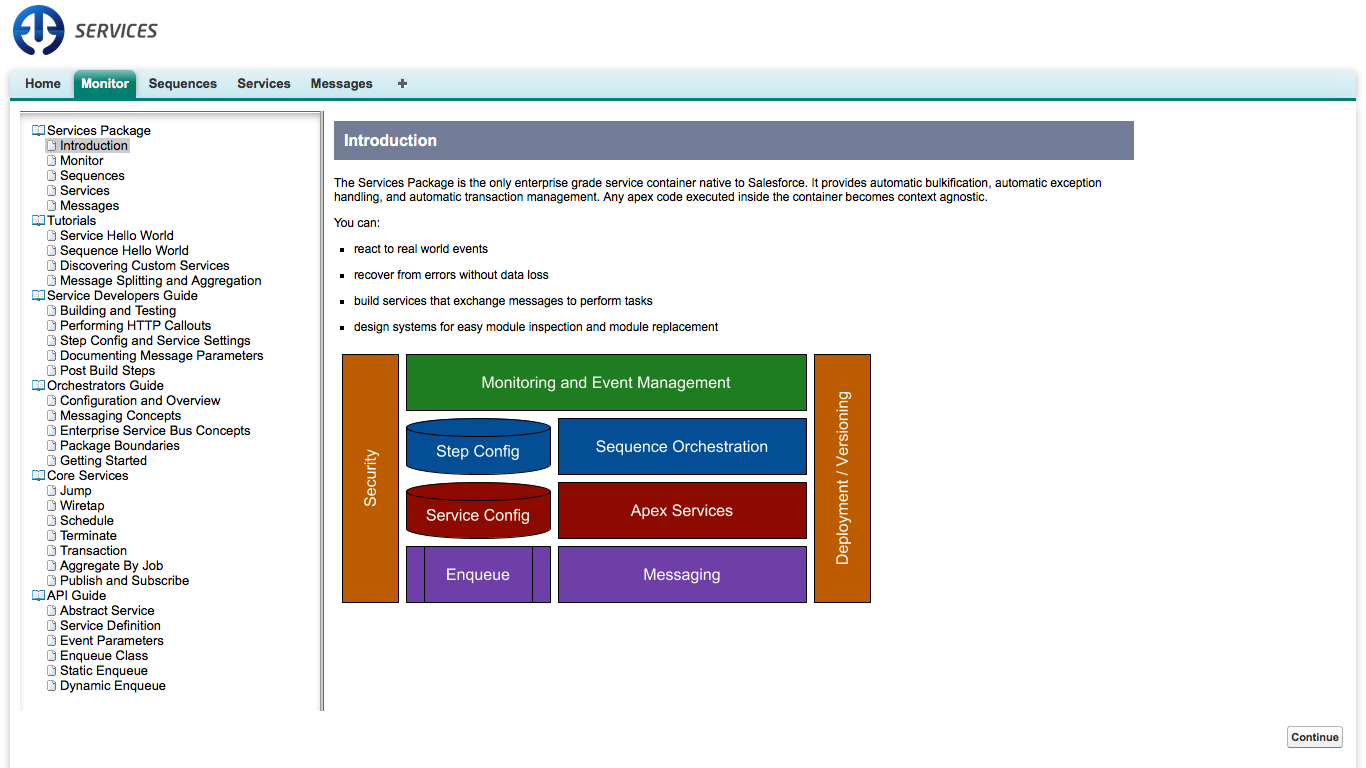 SERVICES
Home Monitor Sequences Services Messages +
Services Package
Introduction
Monitor
Sequences
Services
Messages
Tutorials
Service Hello World
Sequence Hello World
Discovering Custom Services
Message Splitting and Aggregation
Service Developers Guide
Building and Testing
Performing HTTP Callouts
Step Config and Service Settings
Documenting Message Parameters
Post Build Steps
Orchestrators Guide
Configuration and Overview
Messaging Concepts
Enterprise Service Bus Concepts
Package Boundaries
Getting Started
Core Services
Jump
Wiretap
Schedule
Terminate
Transaction
Aggregate By Job
Publish and Subscribe
API Guide
Abstract Service
Service Definition
Event Parameters
Enqueue Class
Static Enqueue
Dynamic Enqueue
Introduction
The Services Package is the only enterprise grade service container native to Salesforce. It provides automatic bulkification, automatic exception
handling, and automatic transaction management. Any apex code executed inside the container becomes context agnostic.
You can:
react to real world events
recover from errors without data loss
build services that exchange messages to perform tasks
design systems for easy module inspection and module replacement
Security
Monitoring and Event Management
Step Config
Sequence Orchestration
Service Config
Apex Services
Enqueue
Messaging
Deployment / Versioning
Continue